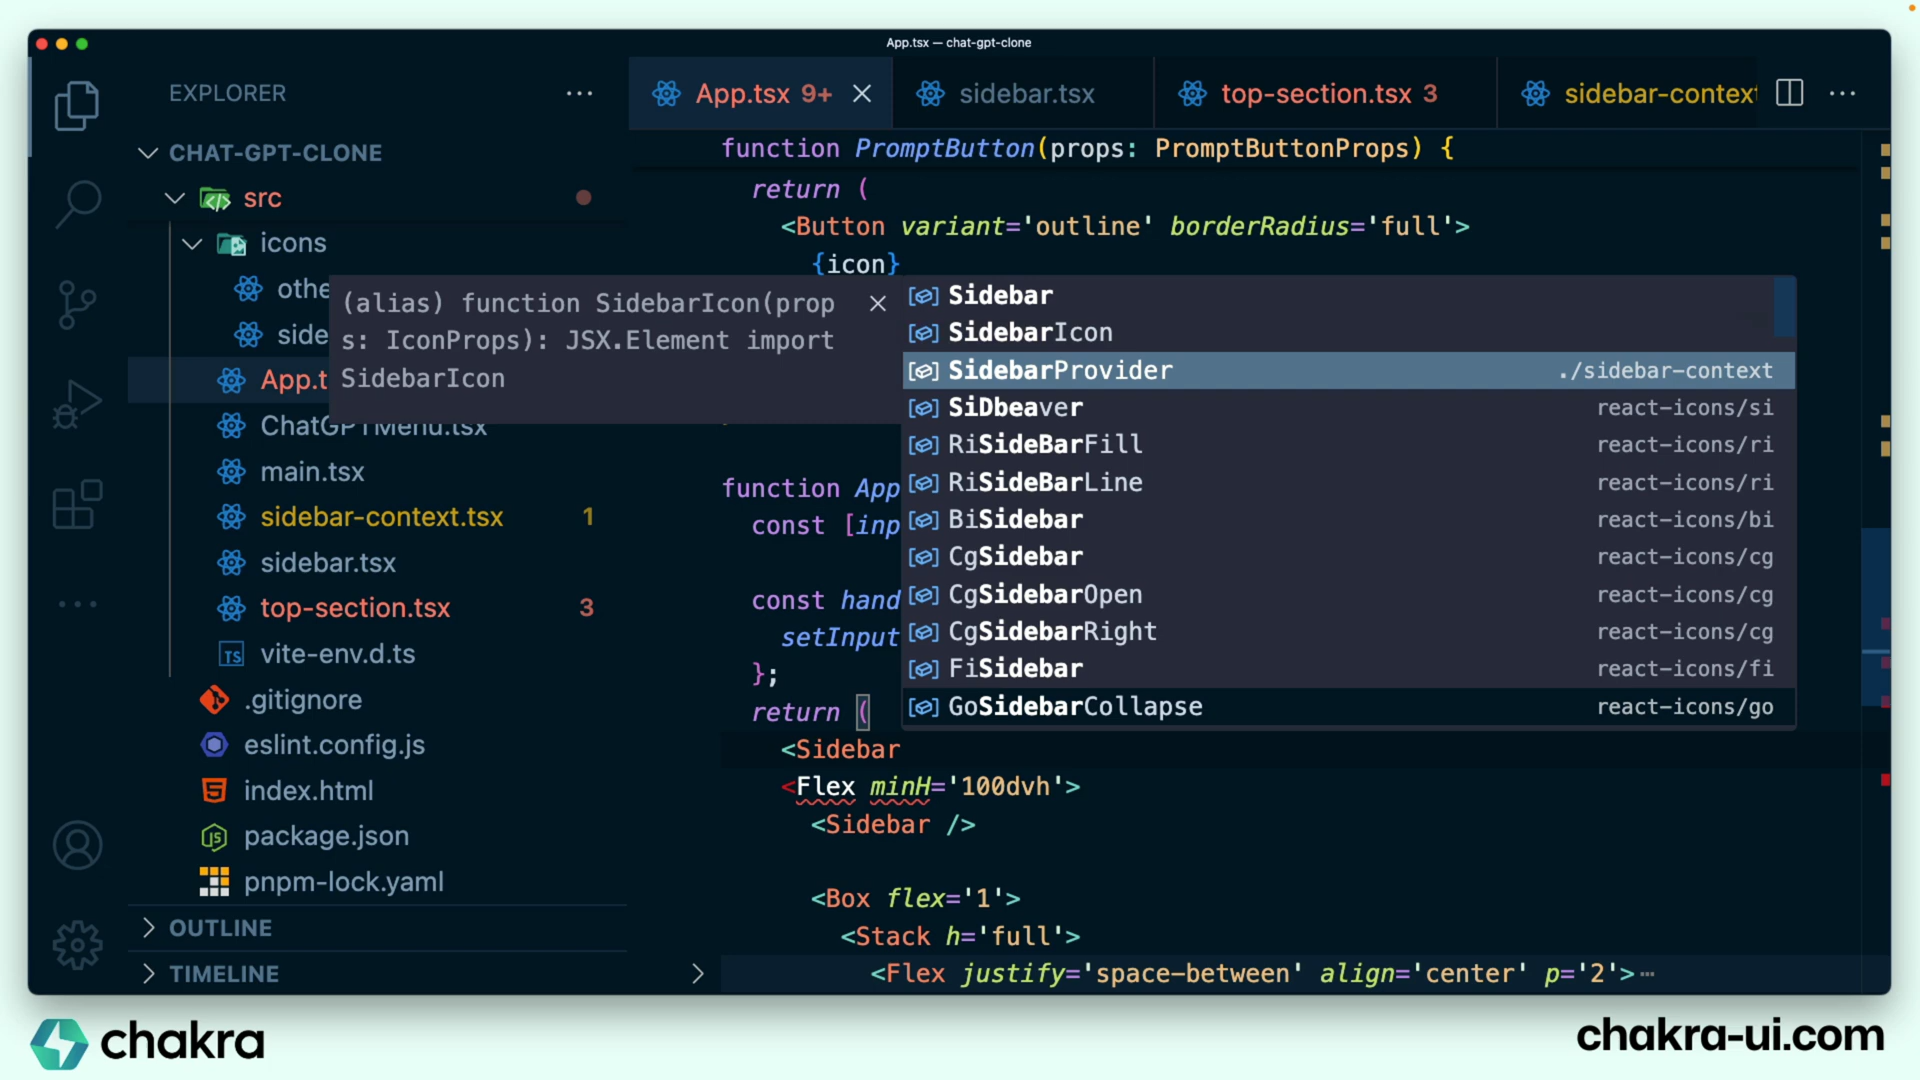 App.tsx — chat-gpt-clone
EXPLORER
CHAT-GPT-CLONE
src
icons
othe
side
App.t
ChatGPTMenu.tsx
main.tsx
sidebar-context.tsx 1
sidebar.tsx
top-section.tsx 3
vite-env.d.ts
.gitignore
eslint.config.js
index.html
package.json
pnpm-lock.yaml
OUTLINE
TIMELINE
App.tsx 9+
sidebar.tsx
top-section.tsx 3
sidebar-context
function PromptButton(props: PromptButtonProps) {
return (
<Button variant='outline' borderRadius='full'>
{icon}
(alias) function SidebarIcon(prop
s: IconProps): JSX.Element import
SidebarIcon
Sidebar
SidebarIcon
SidebarProvider ./sidebar-context
SiDbeaver react-icons/si
RiSideBarFill react-icons/ri
RiSideBarLine react-icons/ri
BiSidebar react-icons/bi
CgSidebar react-icons/cg
CgSidebarOpen react-icons/cg
CgSidebarRight react-icons/cg
FiSidebar react-icons/fi
GoSidebarCollapse react-icons/go
function App
const [inp
const hand
setInput
};
return (
<Sidebar
<Flex minH='100dvh'>
<Sidebar />
<Box flex='1'>
<Stack h='full'>
<Flex justify='space-between' align='center' p='2'>
chakra
chakra-ui.com